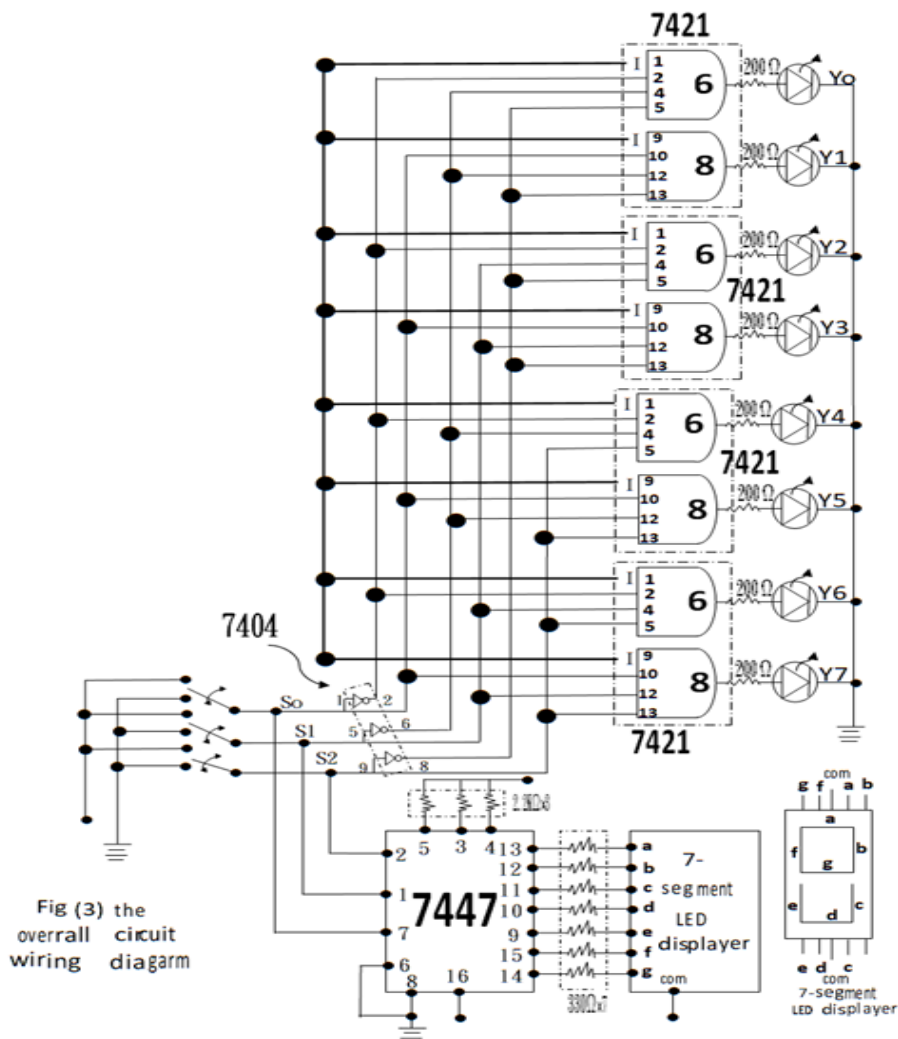 7421
I 1 2 4 5 6 200Ω Yo
9 10 12 13 I 8 200Ω Y1
I 1 2 4 5 6 200Ω Y2
7421
I 9 10 12 13 8 200Ω Y3
I 1 2 4 5 6 200Ω Y4
7421
I 9 10 12 13 8 200Ω Y5
I 1 2 4 5 6 200Ω Y6
7404
I 9 10 12 13 8 200Ω Y7
7421
So 1 2
S1 5 6
S2 9 8
5 3 4
2 1 7 6 8 16
13 12 11 10 9 15 14
7447
330Ωx7
a b c d e f g
7-
segment
LED
displayer
com
com
g f a b
a
f b
g
e c
d
e d c
com
7-segment
LED displayer
Fig (3) the
overrall circuit
wiring diagarm